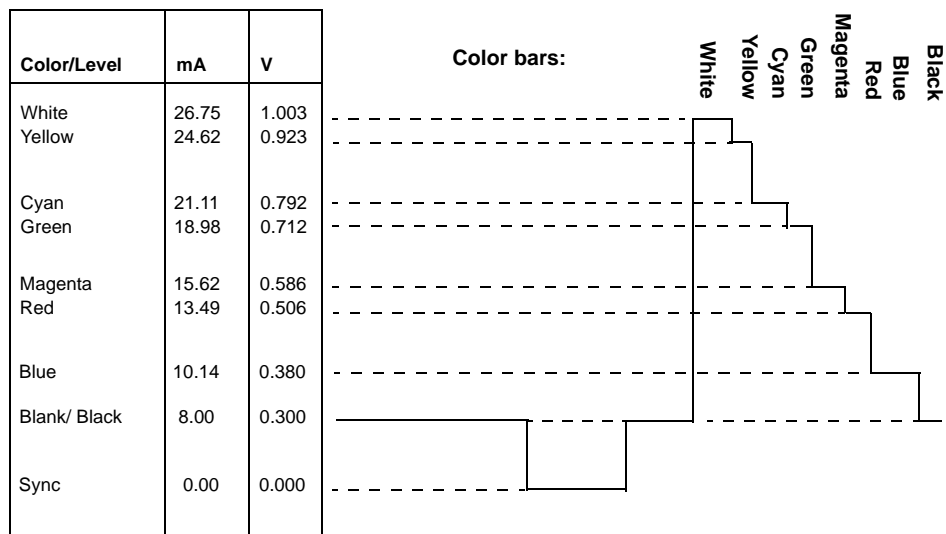 Color/Level mA V
Color bars:
White
Yellow
Cyan
Green
Magenta
Red
Blue
Black
White 26.75 1.003
Yellow 24.62 0.923
Cyan 21.11 0.792
Green 18.98 0.712
Magenta 15.62 0.586
Red 13.49 0.506
Blue 10.14 0.380
Blank/ Black 8.00 0.300
Sync 0.00 0.000